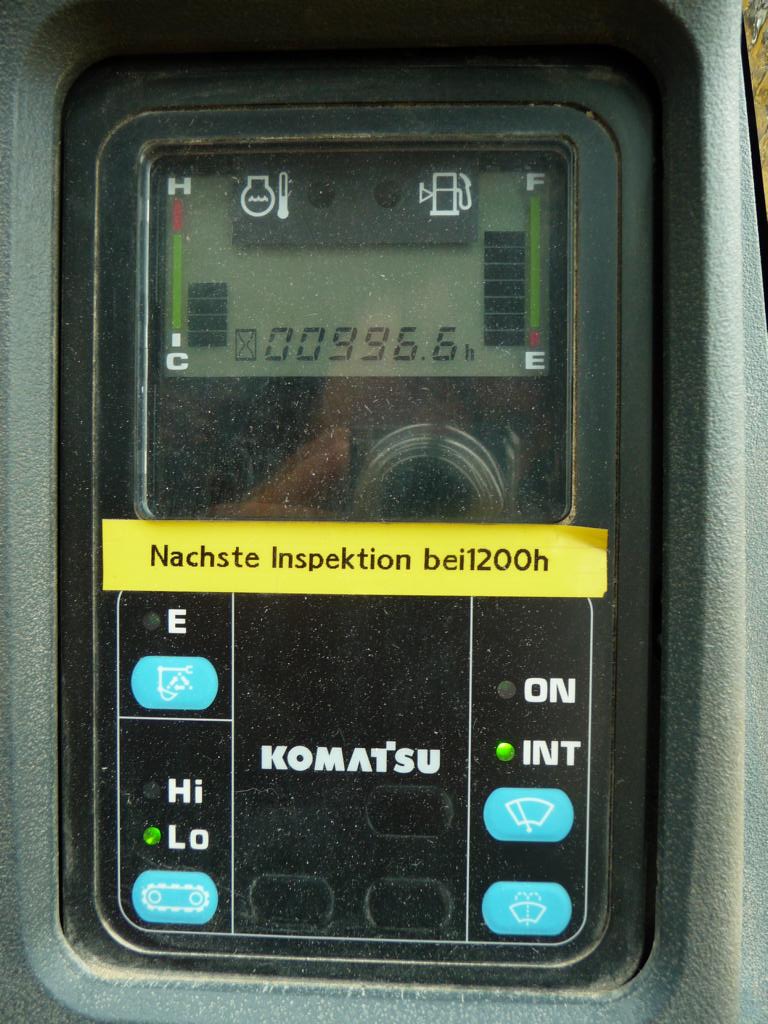 H F
00996.6h
C E
Nachste Inspektion bei1200h
E
ON
KOMATSU
INT
Hi
Lo